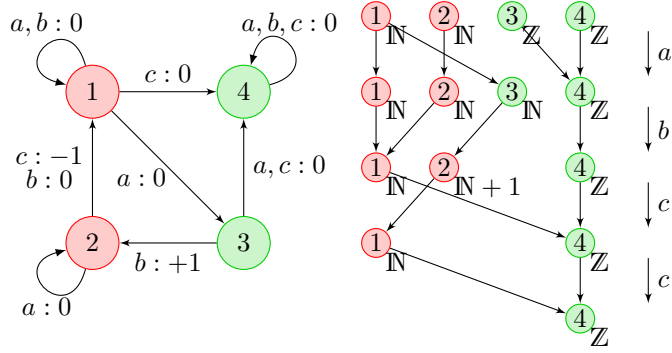 1 ℕ 2 ℕ 3 ℤ 4 ℤ
a, b : 0 a, b, c : 0
a
c : 0
1 4 1 ℕ 2 ℕ 3 ℕ 4 ℤ
b
c : −1
b : 0 a : 0 a, c : 0
1 ℕ 2 ℕ + 1 4 ℤ
c
2 3 1 ℕ 4 ℤ
b : +1
c
a : 0
4 ℤ